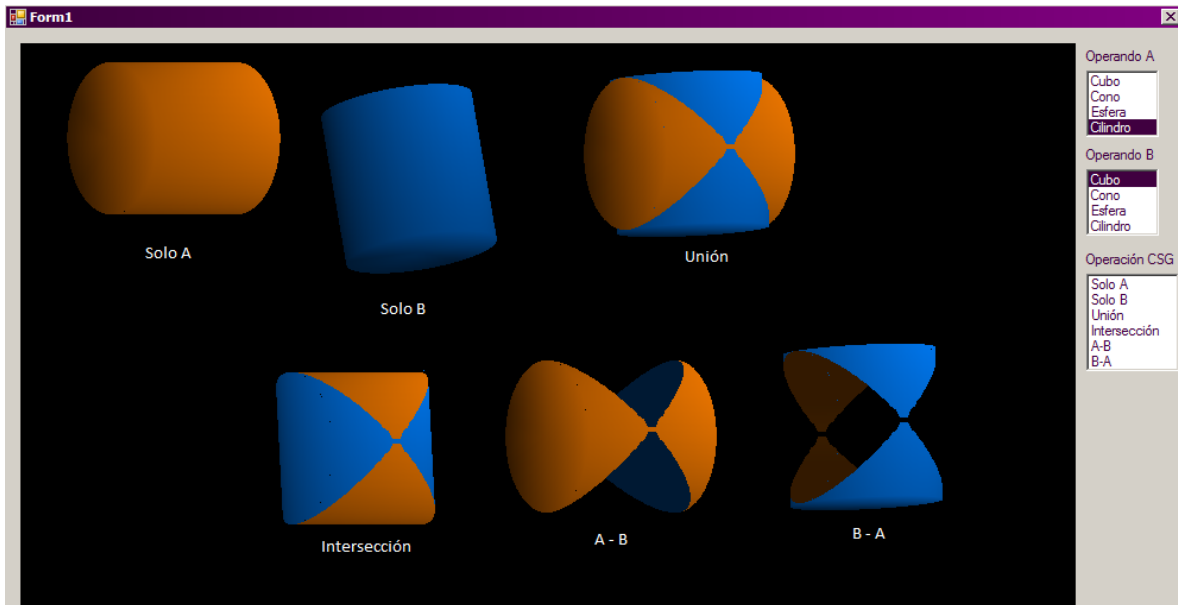 Form1
Operando A
Cubo
Cono
Esfera
Cilindro
Operando B
Cubo
Cono
Esfera
Cilindro
Operación CSG
Solo A
Solo B
Unión
Intersección
A-B
B-A
Solo A
Solo B
Unión
Intersección
A - B
B - A